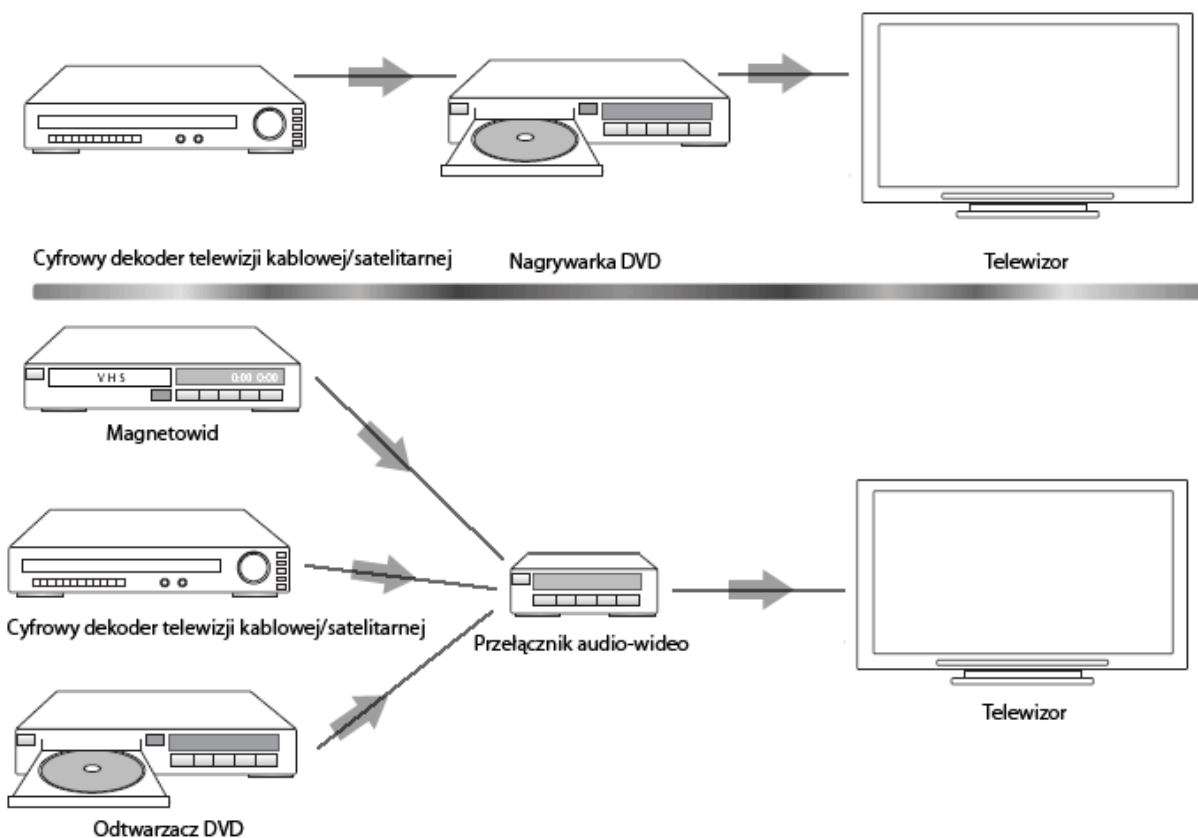 Cyfrowy dekoder telewizji kablowej/satelitarnej
Nagrywarka DVD
Telewizor
VHS
0:00 0:00
Magnetowid
Cyfrowy dekoder telewizji kablowej/satelitarnej
Przełącznik audio-wideo
Telewizor
Odtwarzacz DVD